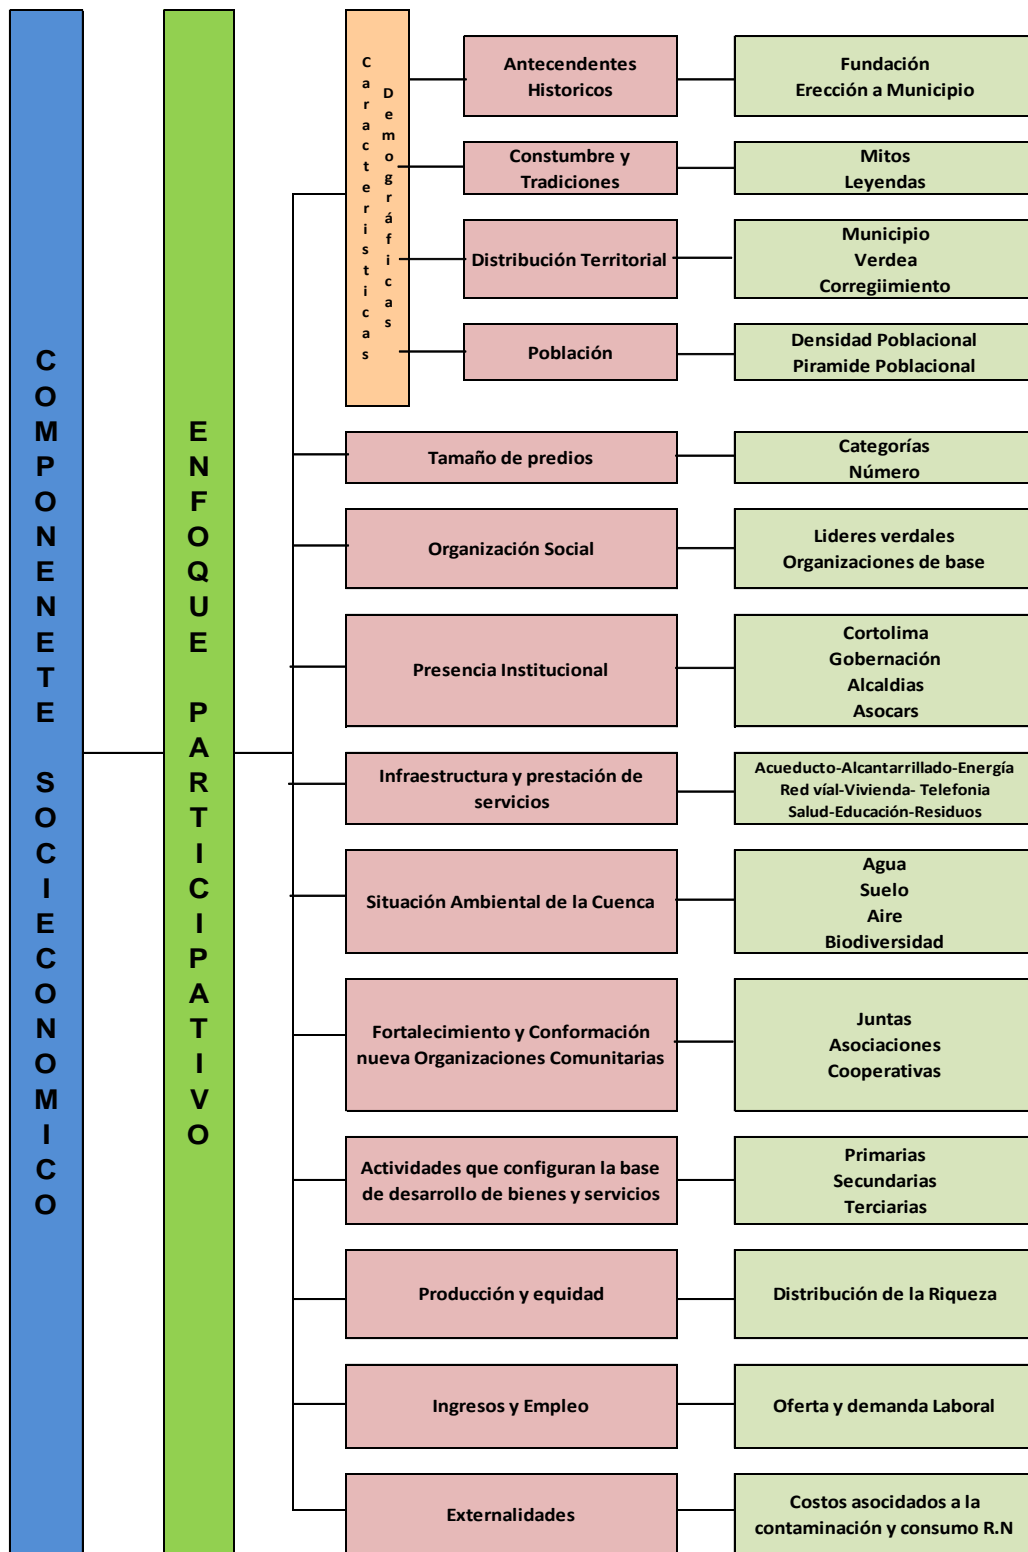 COMPONENETE SOCIECONOMICO
ENFOQUE PARTICIPATIVO
Caracteristicas
Demográficas
Antecendentes
Historicos
Fundación
Erección a Municipio
Constumbre y
Tradiciones
Mitos
Leyendas
Distribución Territorial
Municipio
Verdea
Corregiimiento
Población
Densidad Poblacional
Piramide Poblacional
Tamaño de predios
Categorías
Número
Organización Social
Lideres verdales
Organizaciones de base
Presencia Institucional
Cortolima
Gobernación
Alcaldias
Asocars
Infraestructura y prestación de
servicios
Acueducto-Alcantarrillado-Energía
Red víal-Vivienda- Telefonia
Salud-Educación-Residuos
Situación Ambiental de la Cuenca
Agua
Suelo
Aire
Biodiversidad
Fortalecimiento y Conformación
nueva Organizaciones Comunitarias
Juntas
Asociaciones
Cooperativas
Actividades que configuran la base
de desarrollo de bienes y servicios
Primarias
Secundarias
Terciarias
Producción y equidad
Distribución de la Riqueza
Ingresos y Empleo
Oferta y demanda Laboral
Externalidades
Costos asocidados a la
contaminación y consumo R.N